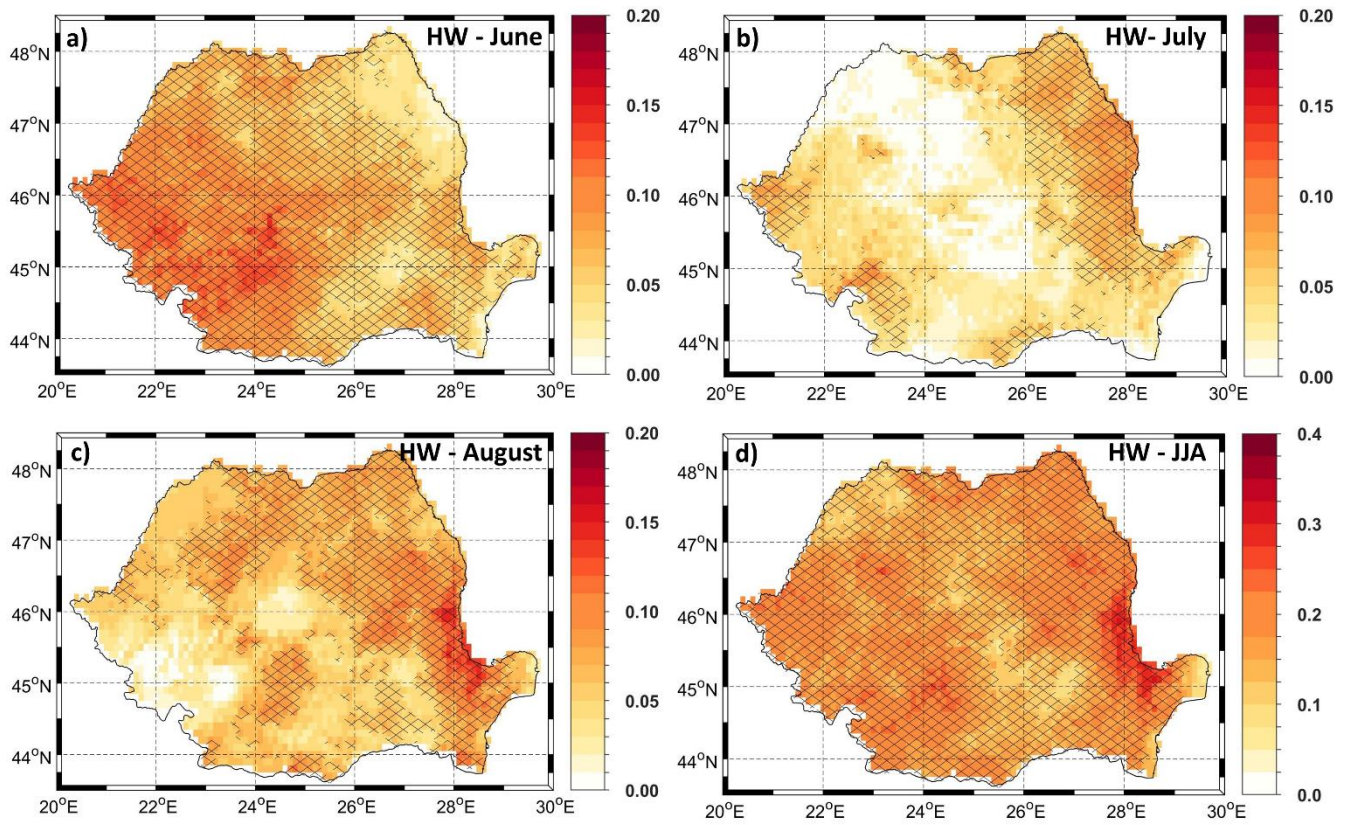 a) HW - June 0.20
48°N 0.15
47°N
46°N 0.10
45°N 0.05
44°N
0.00
20°E 22°E 24°E 26°E 28°E 30°E
b) HW- July 0.20
48°N 0.15
47°N
46°N 0.10
45°N 0.05
44°N
0.00
20°E 22°E 24°E 26°E 28°E 30°E
c) HW - August 0.20
48°N 0.15
47°N
46°N 0.10
45°N 0.05
44°N
0.00
20°E 22°E 24°E 26°E 28°E 30°E
d) HW - JJA 0.4
48°N 0.3
47°N
46°N 0.2
45°N 0.1
44°N
0.0
20°E 22°E 24°E 26°E 28°E 30°E